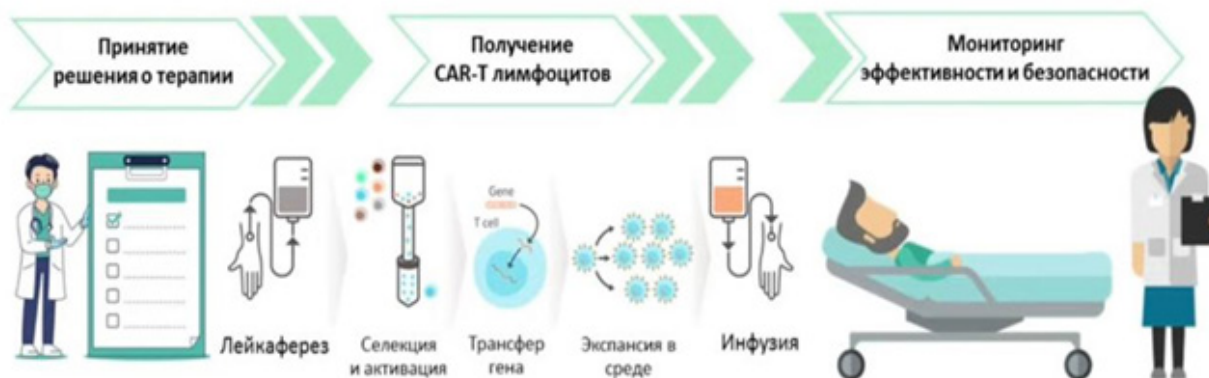 Принятие
решения о терапии
Получение
CAR-T лимфоцитов
Мониторинг
эффективности и безопасности
Gene
T cell
Лейкаферез
Селекция
и активация
Трансфер
гена
Экспансия в
среде
Инфузия